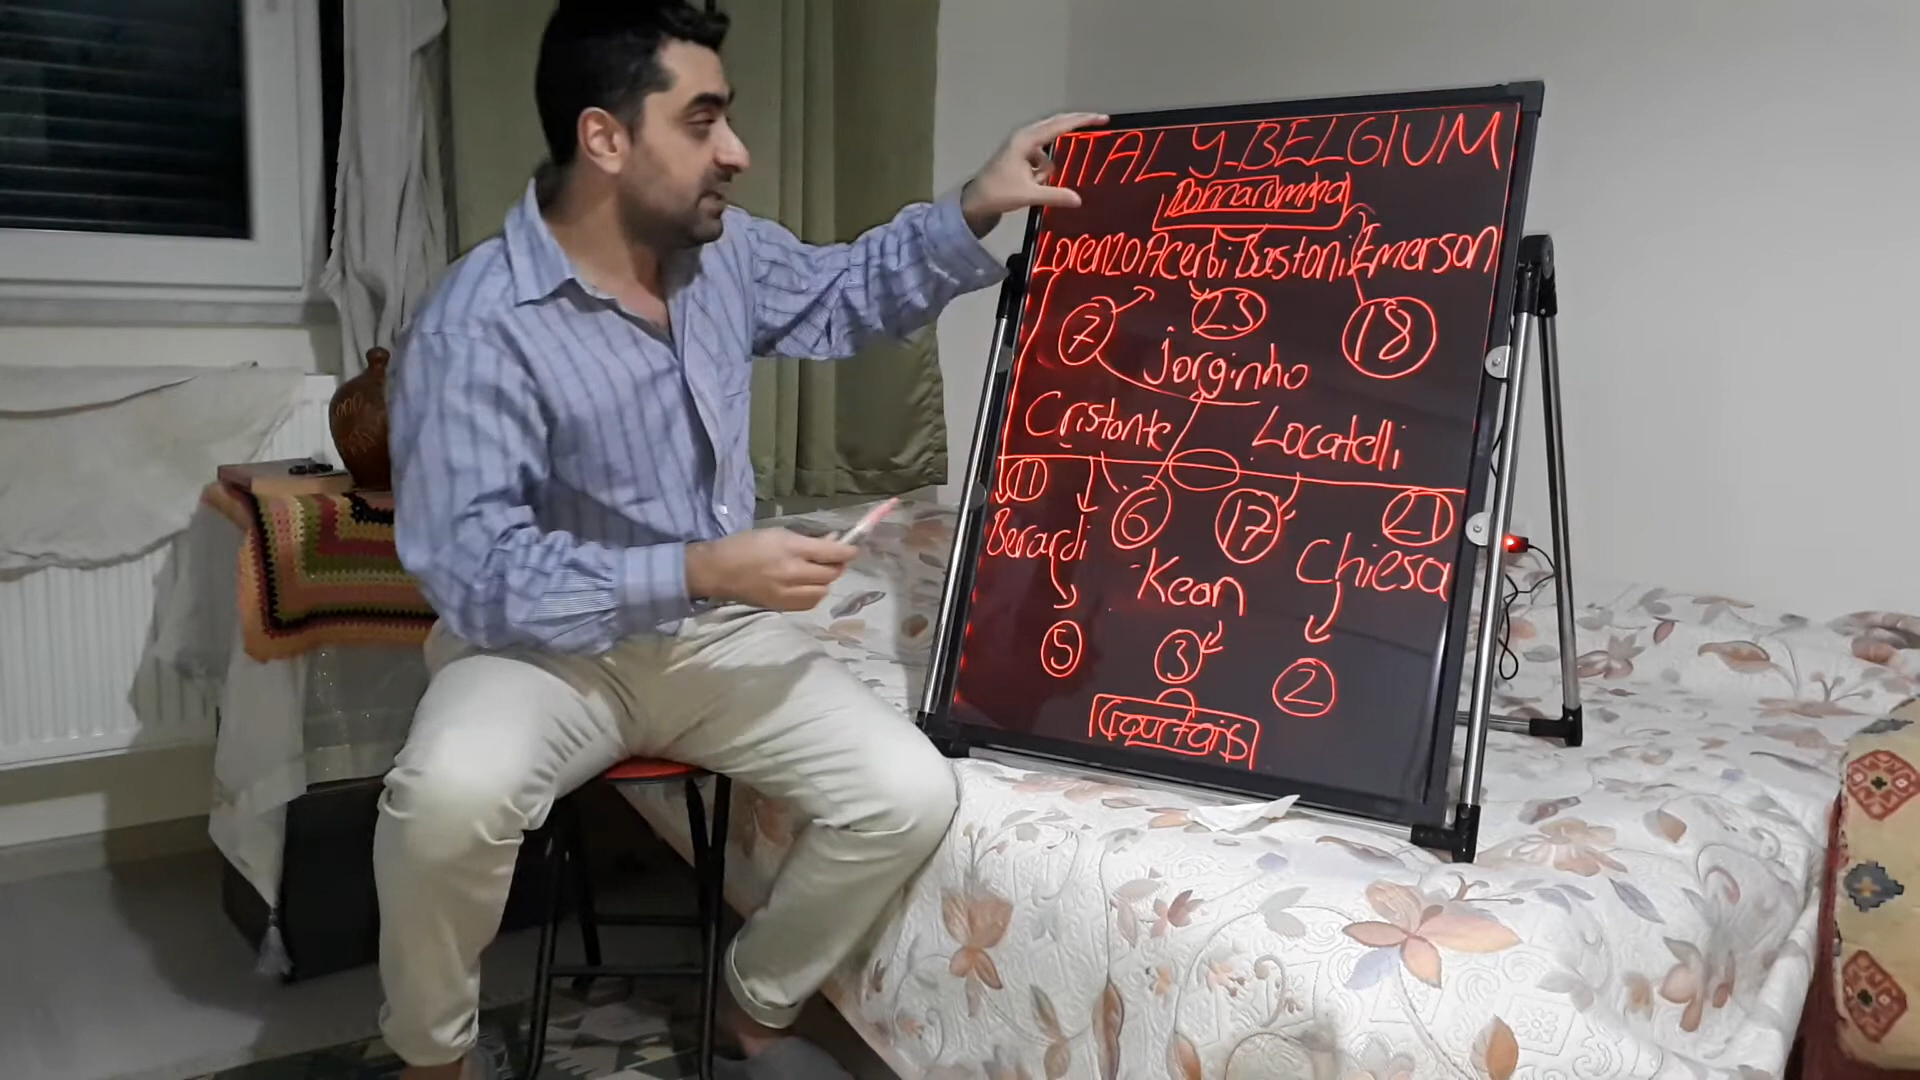 ITALY-BELGIUM
Donnarumma
Lorenzo Acerbi Bastoni Emerson
7 23 18
jorginho
Cristante Locatelli
11 6 17 21
Berardi Kean Chiesa
5 3 2
Courtois